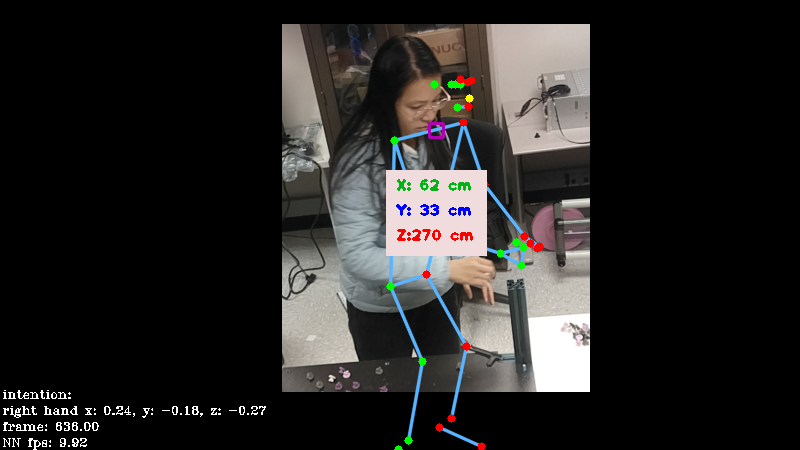 NUC
X: 62 cm
Y: 33 cm
Z:270 cm
intention:
right hand x: 0.24, y: -0.18, z: -0.27
frame: 636.00
NN fps: 9.92